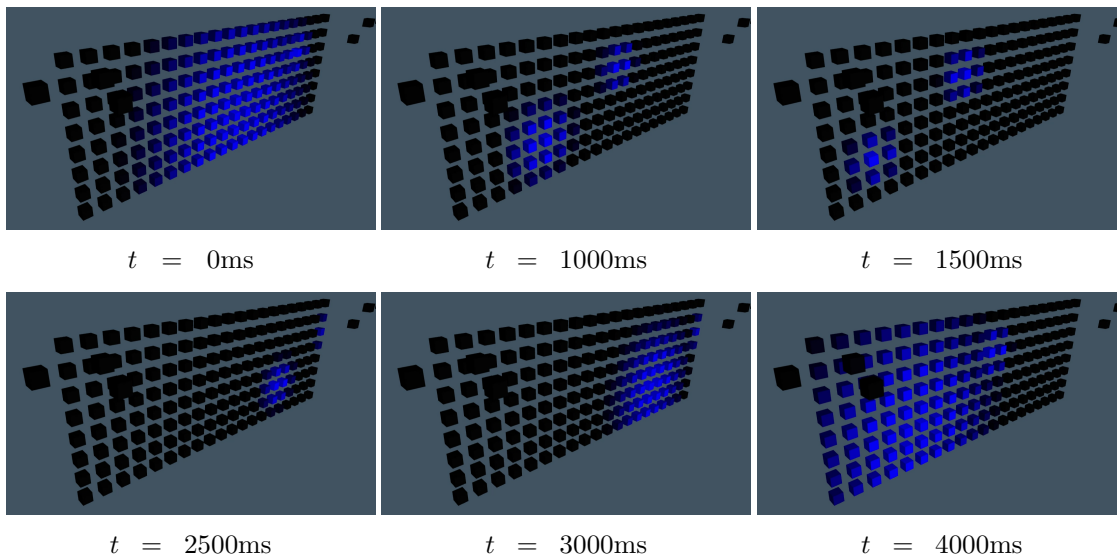 t = 0ms
t = 1000ms
t = 1500ms
t = 2500ms
t = 3000ms
t = 4000ms